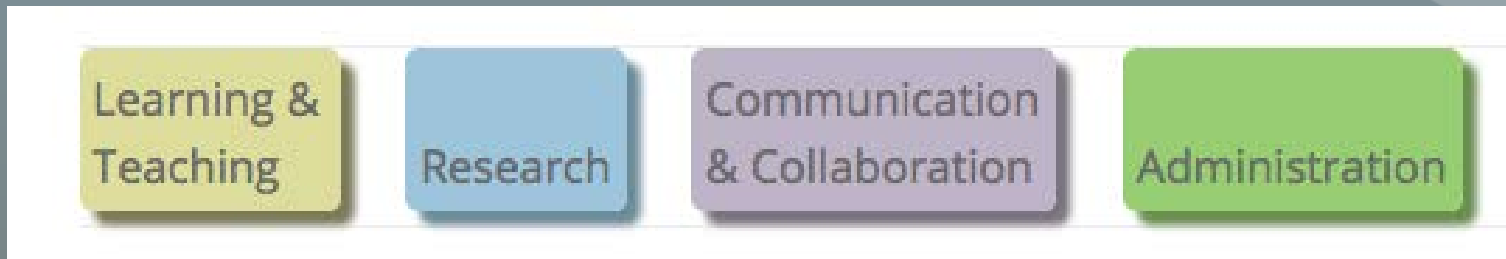 Learning &
Teaching
Research
Communication
& Collaboration
Administration